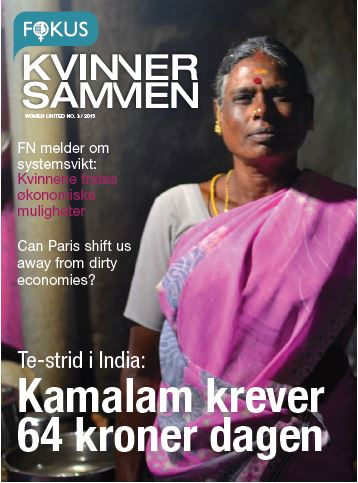 FOKUS
KVINNER
SAMMEN
WOMEN UNITED NO. 3 / 2015
FN melder om
systemsvikt:
Kvinnene fratas
økonomiske
muligheter
Can Paris shift us
away from dirty
economies?
Te-strid i India:
Kamalam krever
64 kroner dagen